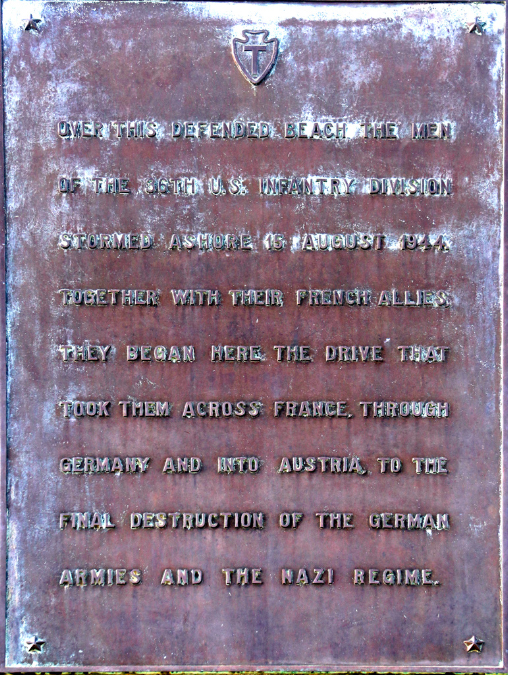 T
OVER THIS DEFENDED BEACH THE MEN
OF THE 36TH U.S. INFANTRY DIVISION
STORMED ASHORE 15 AUGUST 1944.
TOGETHER WITH THEIR FRENCH ALLIES
THEY BEGAN HERE THE DRIVE THAT
TOOK THEM ACROSS FRANCE, THROUGH
GERMANY AND INTO AUSTRIA, TO THE
FINAL DESTRUCTION OF THE GERMAN
ARMIES AND THE NAZI REGIME.